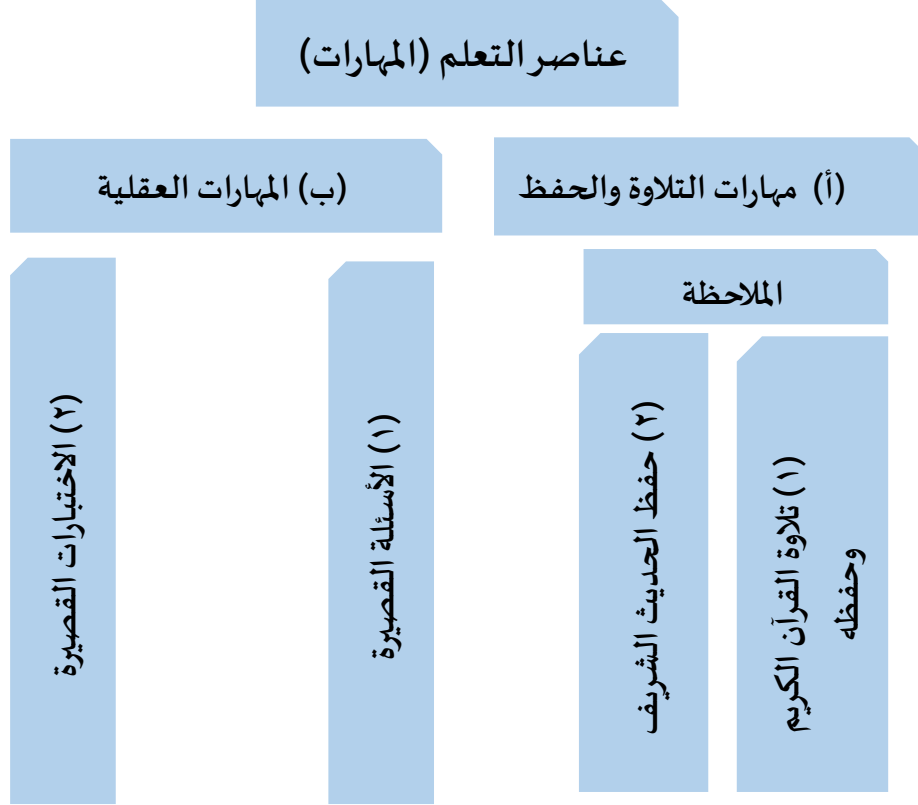 عناصر التعلم (المهارات)
(أ) مهارات التلاوة والحفظ
(ب) المهارات العقلية
الملاحظة
(١) تلاوة القرآن الكريم
وحفظه
(٢) حفظ الحديث الشريف
(١) الأسئلة القصيرة
(٢) الاختبارات القصيرة